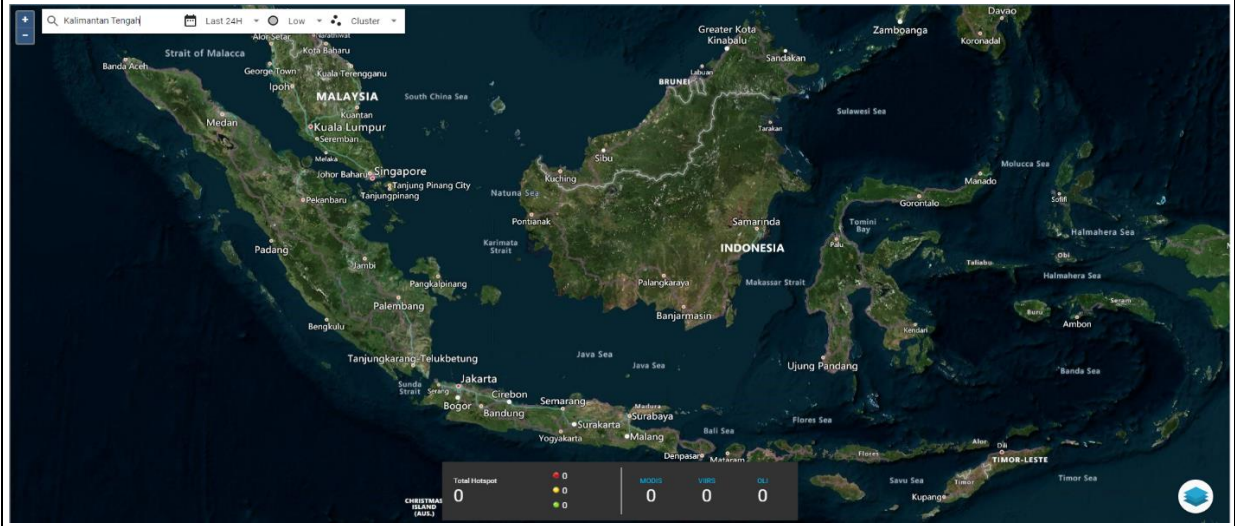 +
−
Kalimantan Tengah
Last 24H
Low
Cluster
Davao
Alor Setar
Narathiwat
Kota Baharu
Greater Kota
Kinabalu
Zamboanga
Koronadal
Strait of Malacca
Banda Aceh
George Town
Kuala Terengganu
Labuan
Sandakan
Ipoh
BRUNEI
MALAYSIA
South China Sea
Kuantan
Sulawesi Sea
Medan
Kuala Lumpur
Seremban
Tarakan
Melaka
Sibu
Molucca Sea
Johor Baharu
Singapore
Kuching
Manado
Tanjung Pinang City
Tanjungpinang
Natuna Sea
Pekanbaru
Gorontalo
Sofifi
Pontianak
Samarinda
Tomini
Bay
Halmahera Sea
Padang
Karimata
Strait
INDONESIA
Palu
Jambi
Taliabu
Obi
Halmahera Sea
Pangkalpinang
Palangkaraya
Makassar Strait
Palembang
Seram
Buru
Banjarmasin
Ambon
Bengkulu
Kendari
Java Sea
Tanjungkarang-Telukbetung
Java Sea
Ujung Pandang
Banda Sea
Sunda
Strait
Serang
Jakarta
Cirebon
Bogor
Bandung
Semarang
Madura
Surabaya
Surakarta
Flores Sea
Yogyakarta
Malang
Bali Sea
Alor
Dili
Denpasar
Mataram
Flores
TIMOR-LESTE
Total Hotspot
0
0
0
0
MODIS
0
VIIRS
0
OLI
0
Savu Sea
Timor
Timor Sea
Kupang
CHRISTMAS
ISLAND
(AUS.)